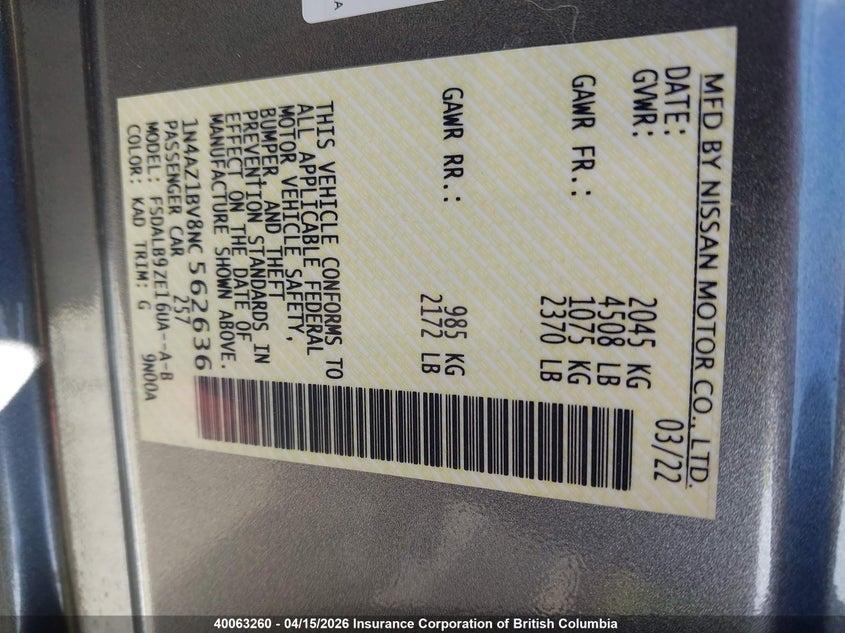 MFD BY NISSAN MOTOR CO., LTD.
DATE: 03/22
GVWR: 2045 KG
4508 LB
GAWR FR.: 1075 KG
2370 LB
GAWR RR.: 985 KG
2172 LB
THIS VEHICLE CONFORMS TO
ALL APPLICABLE FEDERAL
MOTOR VEHICLE SAFETY,
BUMPER, AND THEFT
PREVENTION STANDARDS IN
EFFECT ON THE DATE OF
MANUFACTURE SHOWN ABOVE.
1N4AZ1BV8NC562636
PASSENGER CAR 257
MODEL: FSDALB9ZE16UA--A-B
COLOR: KAD TRIM: G 9N00A
A
40063260 - 04/15/2026 Insurance Corporation of British Columbia